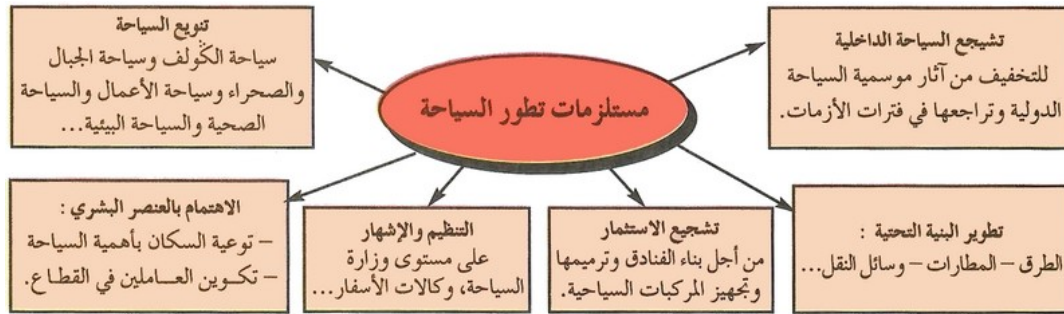 مستلزمات تطور السياحة
تشيجع السياحة الداخلية
للتخفيف من آثار موسمية السياحة
الدولية وتراجعها في فترات الأزمات.
تنويع السياحة
سياحة الڭولف وسياحة الجبال
والصحراء وسياحة الأعمال والسياحة
الصحية والسياحة البيئية...
تطوير البنية التحتية :
الطرق – المطارات – وسائل النقل...
تشجيع الاستثمار
من أجل بناء الفنادق وترميمها
وتجهيز المركبات السياحية.
التنظيم والإشهار
على مستوى وزارة
السياحة، وكالات الأسفار...
الاهتمام بالعنصر البشري :
– توعية السكان بأهمية السياحة
– تكوين العاملين في القطاع.